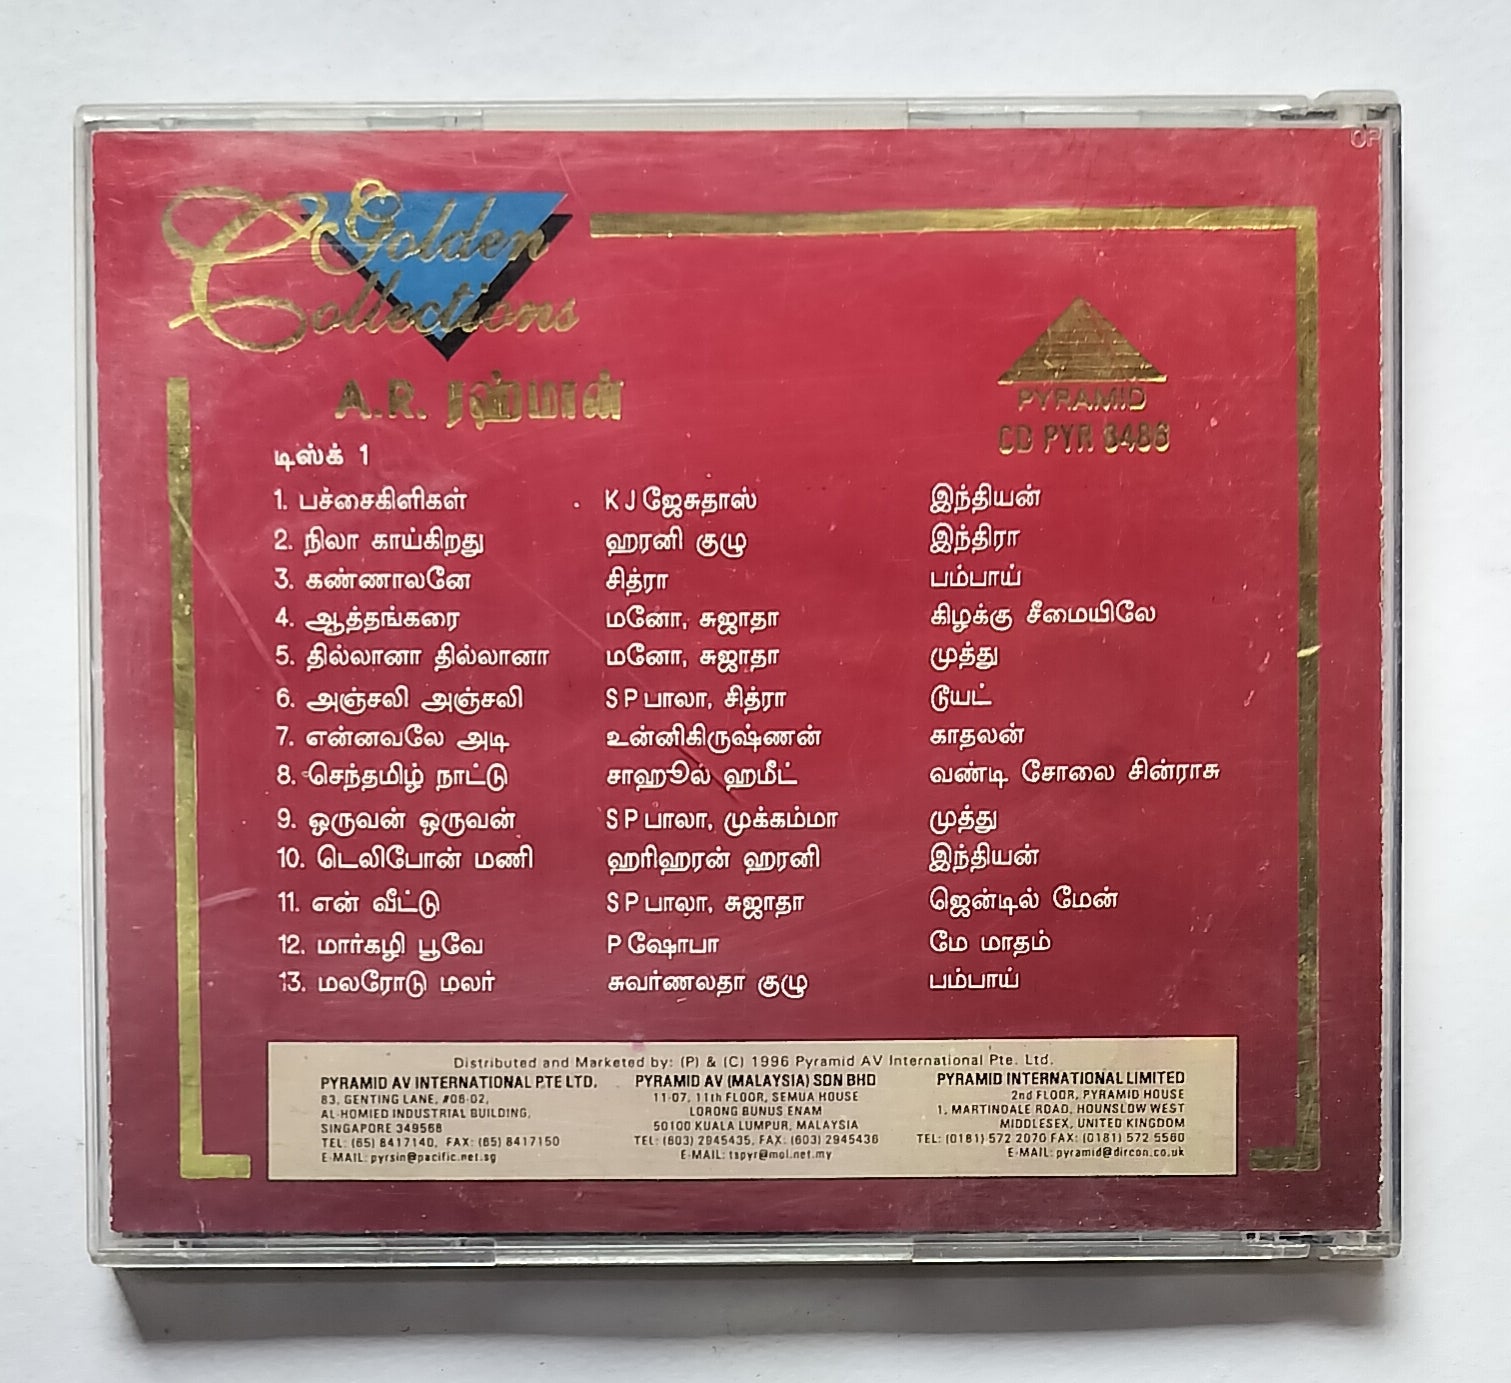 Golden
Collections
A.R. ரஹ்மான்
PYRAMID
CD PYR 8486
டிஸ்க் 1
1. பச்சைகிளிகள் K J ஜேசுதாஸ் இந்தியன்
2. நிலா காய்கிறது ஹரனி குழு இந்திரா
3. கண்ணாலனே சித்ரா பம்பாய்
4. ஆத்தங்கரை மனோ, சுஜாதா கிழக்கு சீமையிலே
5. தில்லானா தில்லானா மனோ, சுஜாதா முத்து
6. அஞ்சலி அஞ்சலி S P பாலா, சித்ரா டூயட்
7. என்னவலே அடி உன்னிகிருஷ்ணன் காதலன்
8. செந்தமிழ் நாட்டு சாஹூல் ஹமீட் வண்டி சோலை சின்ராசு
9. ஒருவன் ஒருவன் S P பாலா, முக்கம்மா முத்து
10. டெலிபோன் மணி ஹரிஹரன் ஹரனி இந்தியன்
11. என் வீட்டு S P பாலா, சுஜாதா ஜென்டில் மேன்
12. மார்கழி பூவே P ஷோபா மே மாதம்
13. மலரோடு மலர் சுவர்ணலதா குழு பம்பாய்
Distributed and Marketed by: (P) & (C) 1996 Pyramid AV International Pte. Ltd.
PYRAMID AV INTERNATIONAL PTE LTD.
83, GENTING LANE, #08-02,
AL-HOMIED INDUSTRIAL BUILDING,
SINGAPORE 349568
TEL: (65) 8417140, FAX: (65) 8417150
E-MAIL: pyrsin@pacific.net.sg
PYRAMID AV (MALAYSIA) SDN BHD
11-07, 11th FLOOR, SEMUA HOUSE
LORONG BUNUS ENAM
50100 KUALA LUMPUR, MALAYSIA
TEL: (603) 2945435, FAX: (603) 2945436
E-MAIL: tspyr@mol.net.my
PYRAMID INTERNATIONAL LIMITED
2nd FLOOR, PYRAMID HOUSE
1, MARTINDALE ROAD, HOUNSLOW WEST
MIDDLESEX, UNITED KINGDOM
TEL: (0181) 572 2070 FAX: (0181) 572 5560
E-MAIL: pyramid@dircon.co.uk